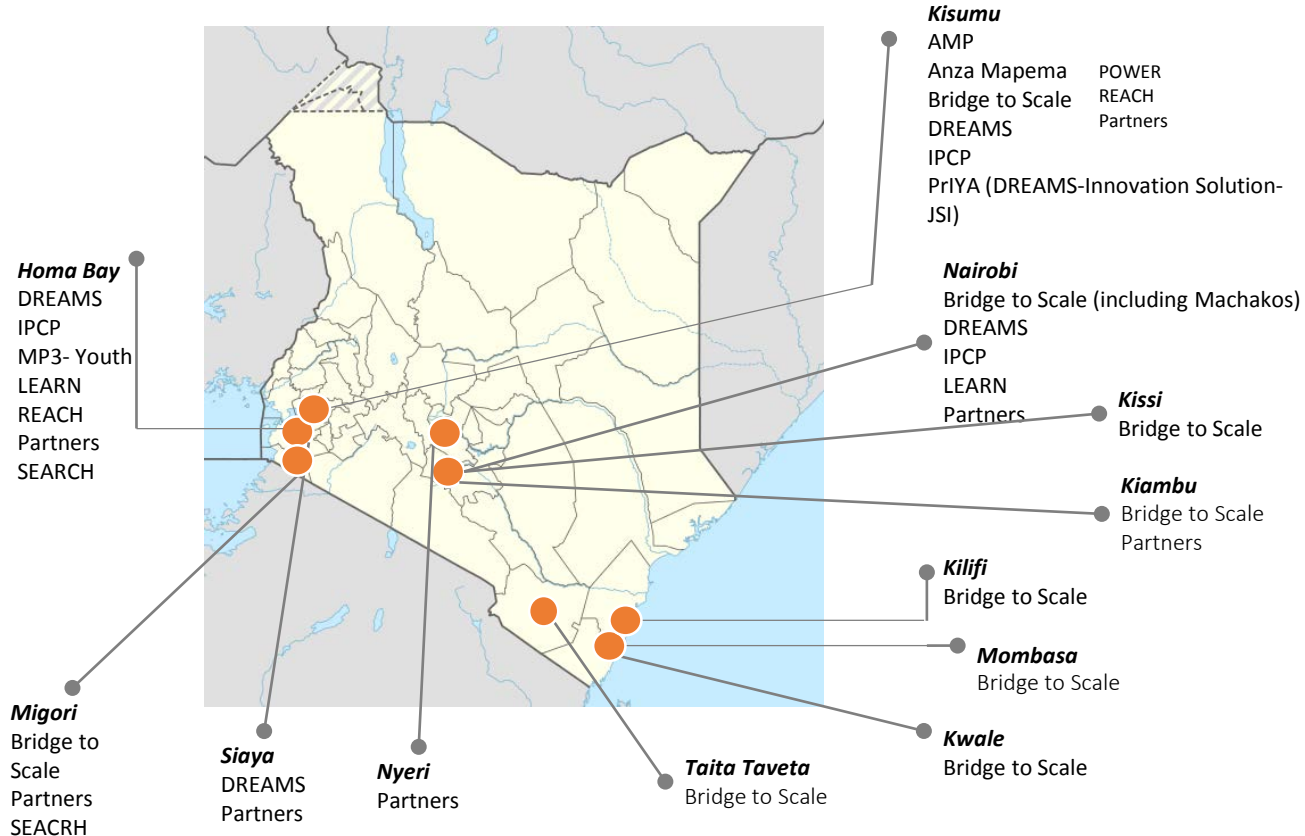 Kisumu
AMP
Anza Mapema
Bridge to Scale
DREAMS
IPCP
PrIYA (DREAMS-Innovation Solution-
JSI)
POWER
REACH
Partners
Homa Bay
DREAMS
IPCP
MP3- Youth
LEARN
REACH
Partners
SEARCH
Nairobi
Bridge to Scale (including Machakos)
DREAMS
IPCP
LEARN
Partners
Kissi
Bridge to Scale
Kiambu
Bridge to Scale
Partners
Kilifi
Bridge to Scale
Mombasa
Bridge to Scale
Kwale
Bridge to Scale
Migori
Bridge to
Scale
Partners
SEACRH
Siaya
DREAMS
Partners
Nyeri
Partners
Taita Taveta
Bridge to Scale